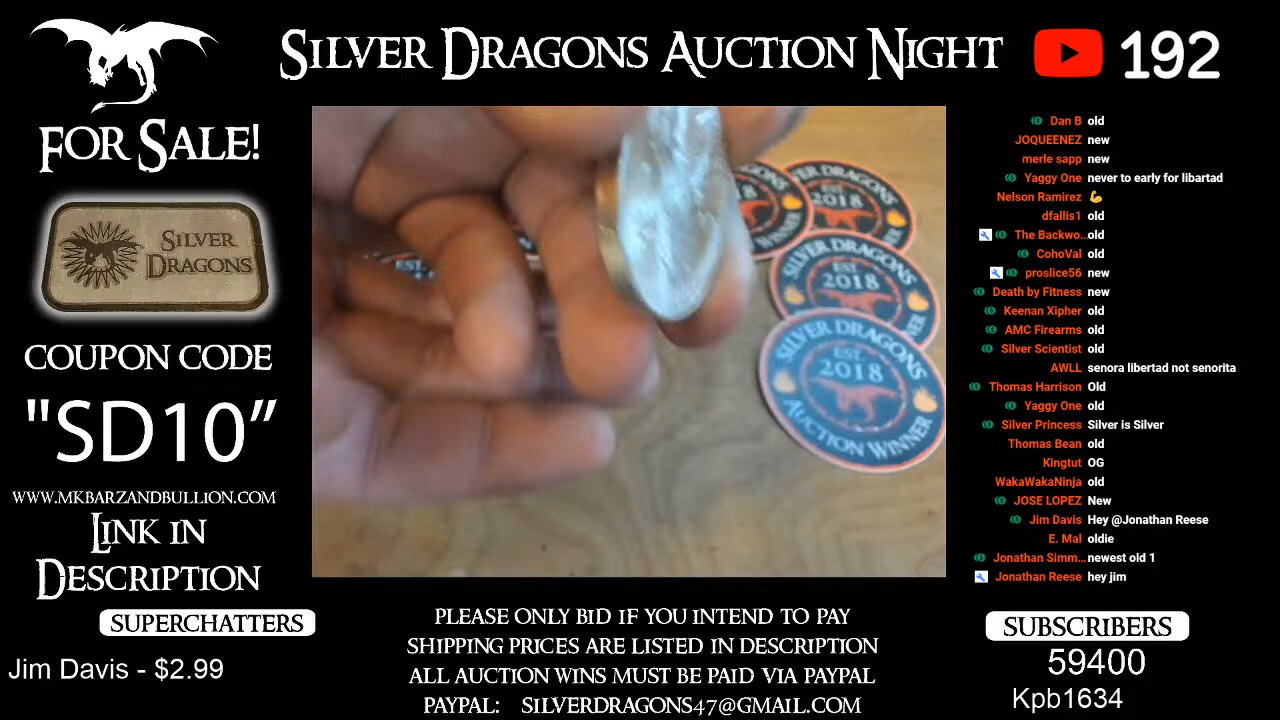 SILVER DRAGONS AUCTION NIGHT
192
FOR SALE!
SILVER
DRAGONS
COUPON CODE
"SD10"
WWW.MKBARZANDBULLION.COM
LINK IN
DESCRIPTION
SUPERCHATTERS
Jim Davis - $2.99
SILVER DRAGONS
WINNER
SILVER DRAGONS
EST.
2018
WINNER
SILVER DRAGONS
EST.
2018
AUCTION WINNER
EST.
Dan B old
JOQUEENEZ new
merle sapp new
Yaggy One never to early for libartad
Nelson Ramirez 💪
dfallis1 old
The Backwo...old
CohoVal old
proslice56 new
Death by Fitness new
Keenan Xipher old
AMC Firearms old
Silver Scientist old
AWLL senora libertad not senorita
Thomas Harrison Old
Yaggy One old
Silver Princess Silver is Silver
Thomas Bean old
Kingtut OG
WakaWakaNinja old
JOSE LOPEZ New
Jim Davis Hey @Jonathan Reese
E. Mal oldie
Jonathan Simm...newest old 1
Jonathan Reese hey jim
PLEASE ONLY BID IF YOU INTEND TO PAY
SHIPPING PRICES ARE LISTED IN DESCRIPTION
ALL AUCTION WINS MUST BE PAID VIA PAYPAL
PAYPAL: SILVERDRAGONS47@GMAIL.COM
SUBSCRIBERS
59400
Kpb1634